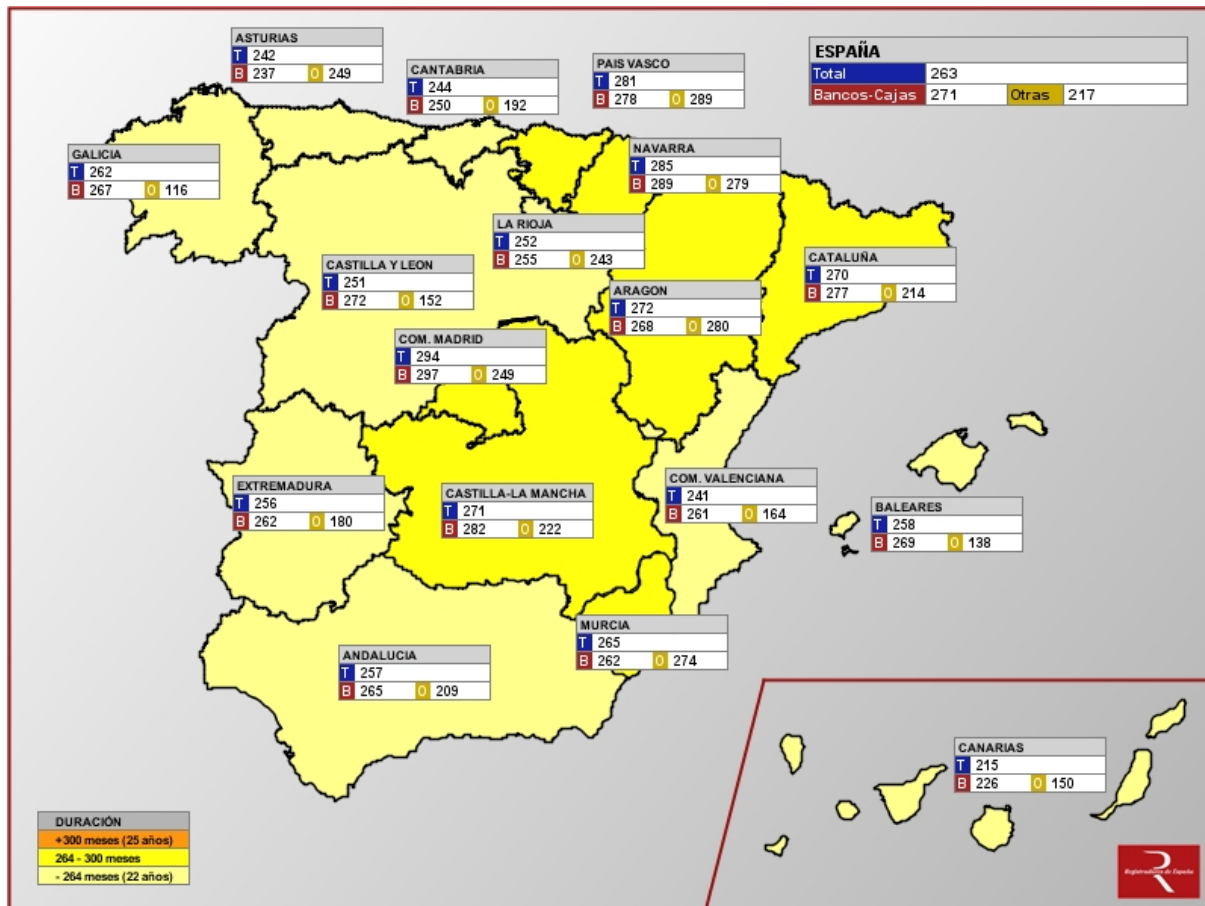 ASTURIAS
T 242
B 237 O 249
CANTABRIA
T 244
B 250 O 192
PAIS VASCO
T 281
B 278 O 289
ESPAÑA
Total 263
Bancos-Cajas 271 Otras 217
GALICIA
T 262
B 267 O 116
NAVARRA
T 285
B 289 O 279
LA RIOJA
T 252
B 255 O 243
CASTILLA Y LEON
T 251
B 272 O 152
CATALUÑA
T 270
B 277 O 214
ARAGON
T 272
B 268 O 280
COM. MADRID
T 294
B 297 O 249
EXTREMADURA
T 256
B 262 O 180
CASTILLA-LA MANCHA
T 271
B 282 O 222
COM. VALENCIANA
T 241
B 261 O 164
BALEARES
T 258
B 269 O 138
MURCIA
T 265
B 262 O 274
ANDALUCIA
T 257
B 265 O 209
CANARIAS
T 215
B 226 O 150
DURACIÓN
+300 meses (25 años)
264 - 300 meses
- 264 meses (22 años)
R
Registradores de España